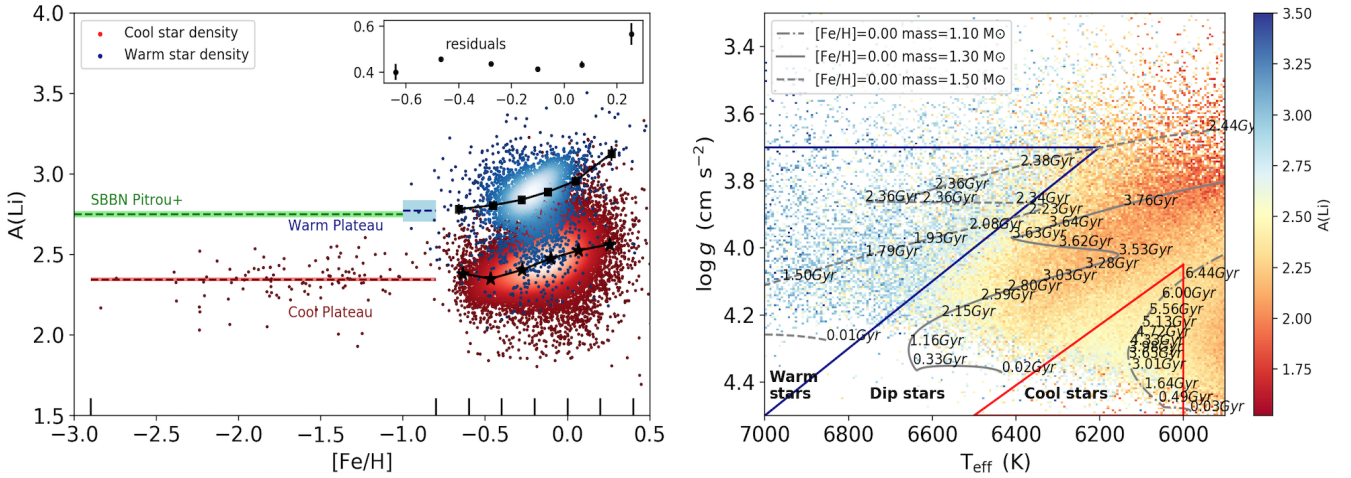 4.0
3.5
3.0
2.5
2.0
1.5
A(Li)
Cool star density
Warm star density
0.6
0.4
residuals
−0.6 −0.4 −0.2 0.0 0.2
SBBN Pitrou+
Warm Plateau
Cool Plateau
−3.0 −2.5 −2.0 −1.5 −1.0 −0.5 0.0 0.5
[Fe/H]
3.4
3.6
3.8
4.0
4.2
4.4
log g (cm s⁻²)
[Fe/H]=0.00 mass=1.10 M⊙
[Fe/H]=0.00 mass=1.30 M⊙
[Fe/H]=0.00 mass=1.50 M⊙
2.44Gy
2.38Gyr
2.36Gyr
2.36Gyr 2.36Gyr 2.34Gyr
2.23Gyr
3.76Gyr
2.08Gyr 3.64Gyr
1.93Gyr 3.63Gyr
3.62Gyr
1.79Gyr 3.53Gyr
3.28Gyr
1.50Gyr 3.03Gyr 6.44Gyr
2.80Gyr
2.59Gyr 6.00Gyr
2.15Gyr 5.56Gyr
5.13Gyr
0.01Gyr 4.72Gyr
1.16Gyr
3.65Gyr
0.33Gyr 3.01Gyr
0.02Gyr
1.64Gyr
0.49Gyr
0.03Gyr
Warm
stars Dip stars Cool stars
7000 6800 6600 6400 6200 6000
Teff (K)
3.50
3.25
3.00
2.75
2.50
2.25
2.00
1.75
A(Li)